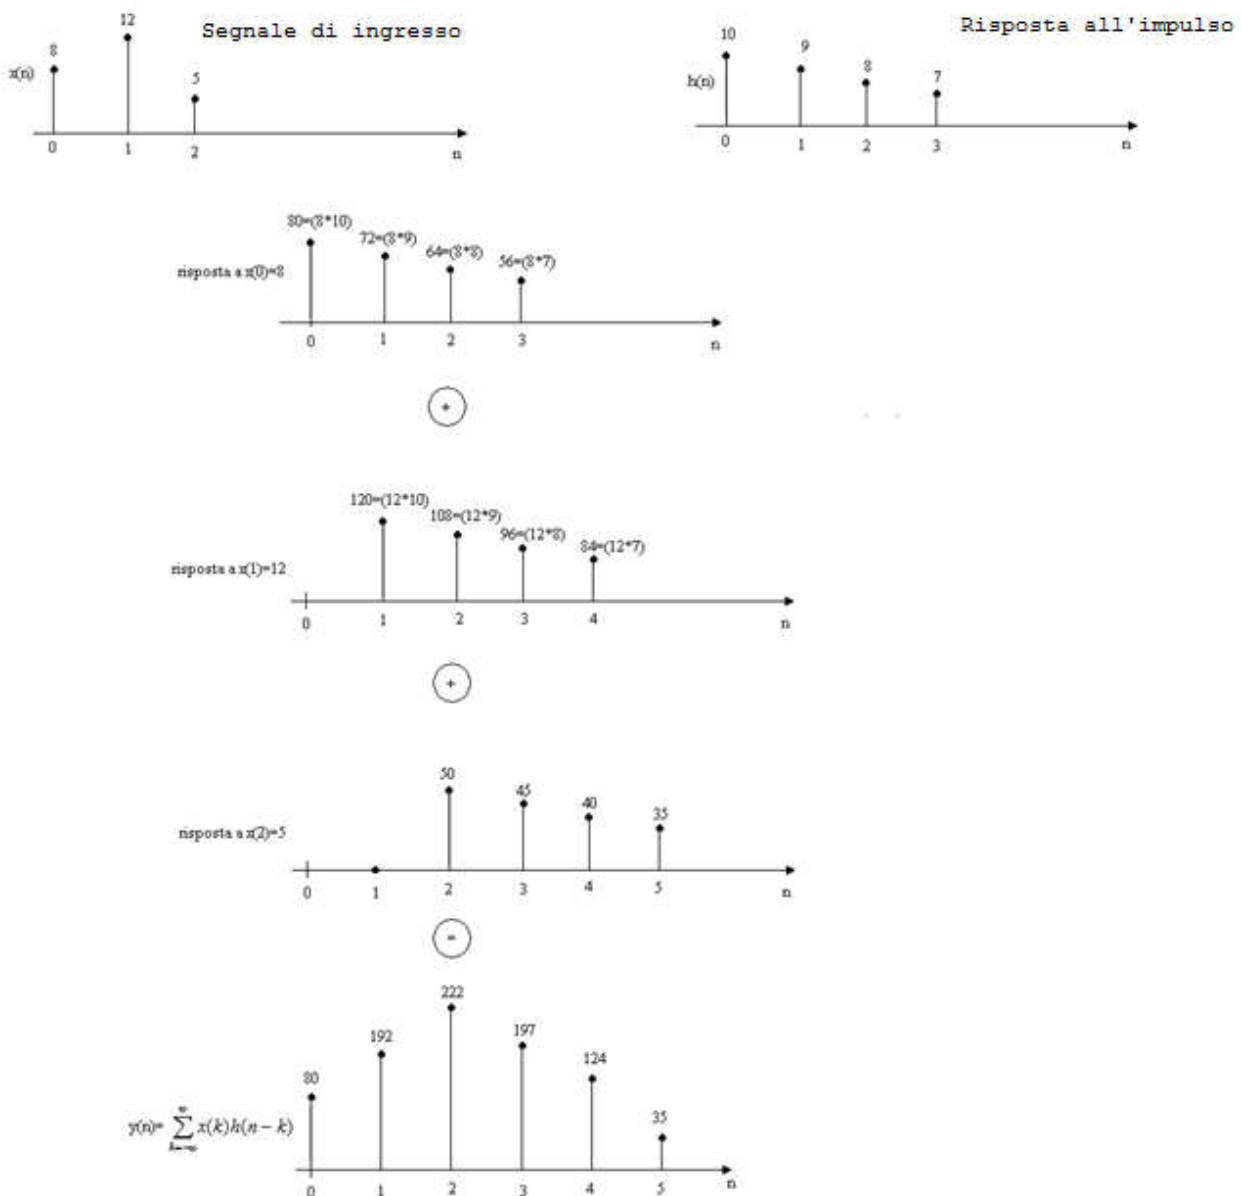 Segnale di ingresso
Risposta all'impulso
8
12
5
x(n)
0 1 2 n
10
9
8
7
h(n)
0 1 2 3 n
80=(8*10)
72=(8*9)
64=(8*8)
56=(8*7)
risposta a x(0)=8
0 1 2 3 n
+
120=(12*10)
108=(12*9)
96=(12*8)
84=(12*7)
risposta a x(1)=12
0 1 2 3 4 n
+
50
45
40
35
risposta a x(2)=5
0 1 2 3 4 5 n
=
222
192
197
124
80
35
y(n)= ∞ ∑ k=-∞ x(k)h(n − k)
0 1 2 3 4 5 n